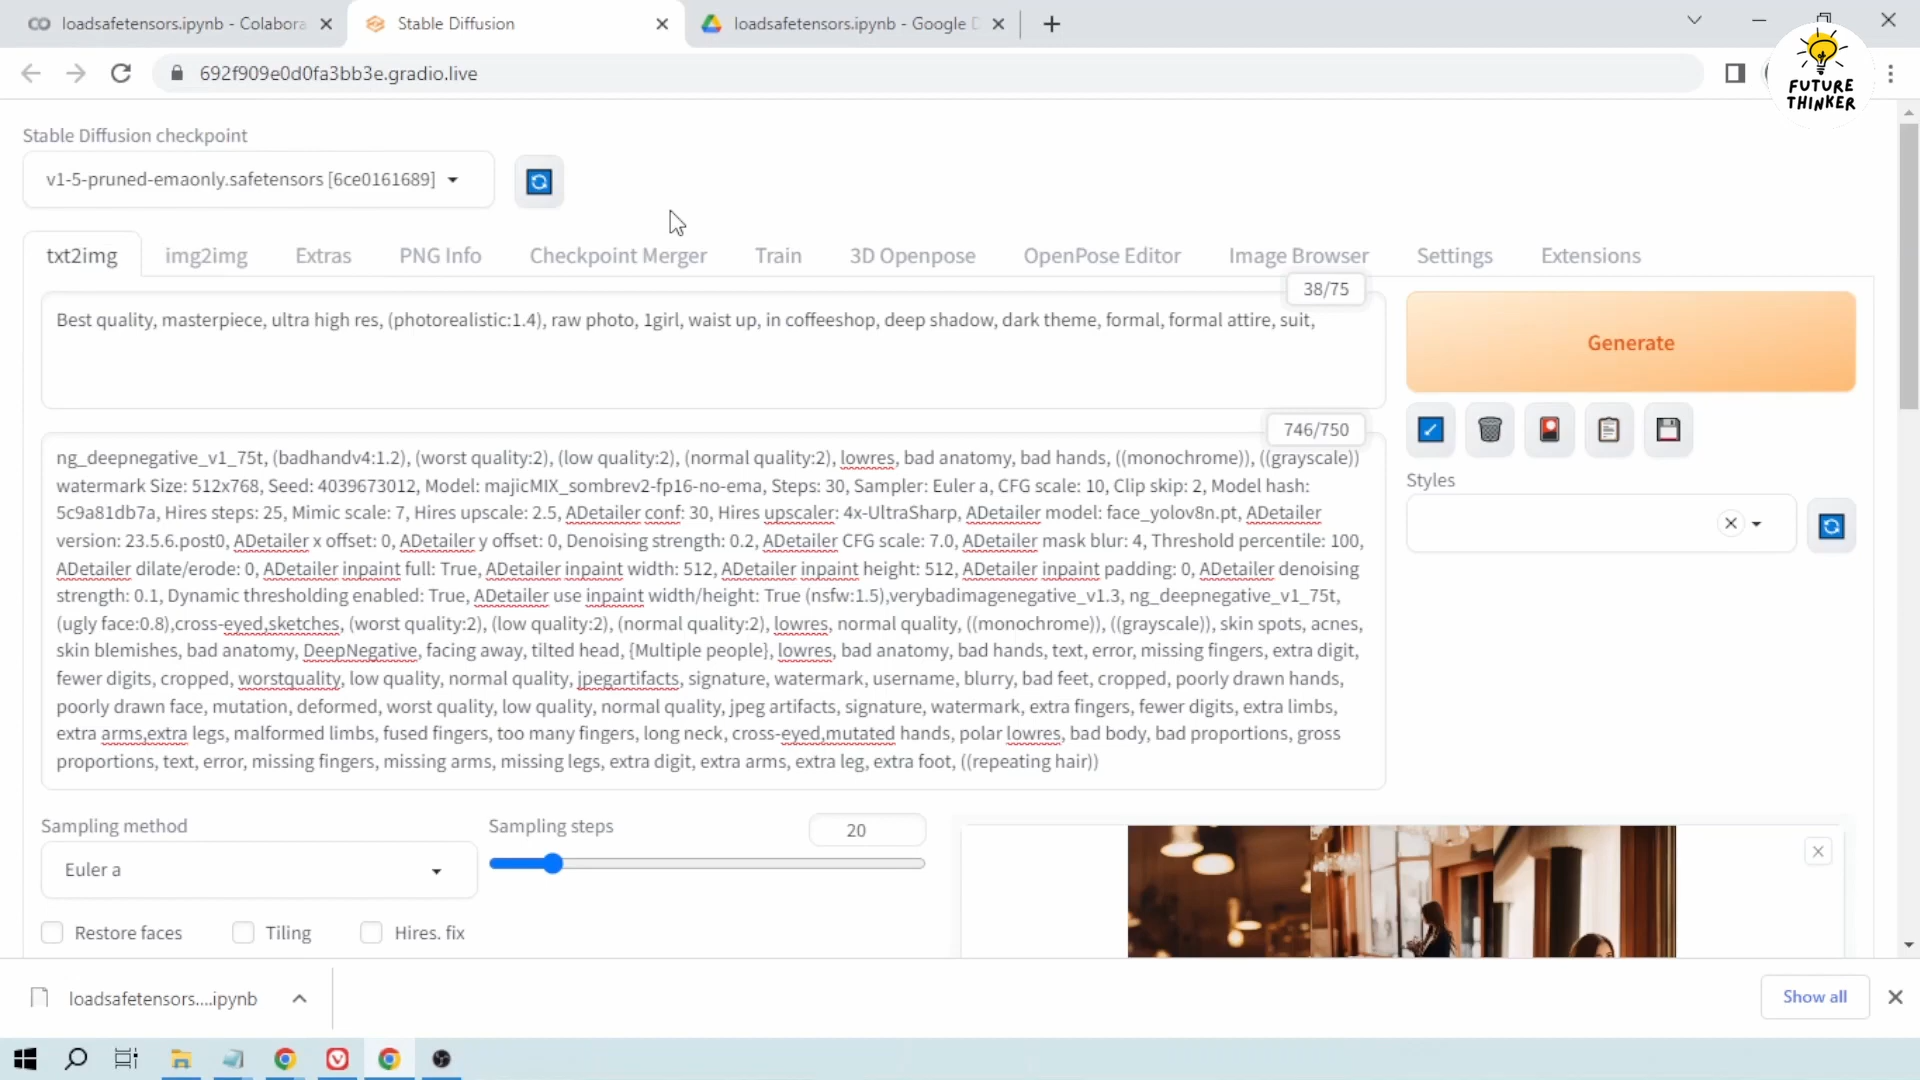 loadsafetensors.ipynb - Colabora
Stable Diffusion
loadsafetensors.ipynb - Google D
692f909e0d0fa3bb3e.gradio.live
FUTURE
THINKER
Stable Diffusion checkpoint
v1-5-pruned-emaonly.safetensors [6ce0161689]
txt2img
img2img
Extras
PNG Info
Checkpoint Merger
Train
3D Openpose
OpenPose Editor
Image Browser
Settings
Extensions
38/75
Best quality, masterpiece, ultra high res, (photorealistic:1.4), raw photo, 1girl, waist up, in coffeeshop, deep shadow, dark theme, formal, formal attire, suit,
Generate
746/750
ng_deepnegative_v1_75t, (badhandv4:1.2), (worst quality:2), (low quality:2), (normal quality:2), lowres, bad anatomy, bad hands, ((monochrome)), ((grayscale))
watermark Size: 512x768, Seed: 4039673012, Model: majicMIX_sombrev2-fp16-no-ema, Steps: 30, Sampler: Euler a, CFG scale: 10, Clip skip: 2, Model hash:
5c9a81db7a, Hires steps: 25, Mimic scale: 7, Hires upscale: 2.5, ADetailer conf: 30, Hires upscaler: 4x-UltraSharp, ADetailer model: face_yolov8n.pt, ADetailer
version: 23.5.6.post0, ADetailer x offset: 0, ADetailer y offset: 0, Denoising strength: 0.2, ADetailer CFG scale: 7.0, ADetailer mask blur: 4, Threshold percentile: 100,
ADetailer dilate/erode: 0, ADetailer inpaint full: True, ADetailer inpaint width: 512, ADetailer inpaint height: 512, ADetailer inpaint padding: 0, ADetailer denoising
strength: 0.1, Dynamic thresholding enabled: True, ADetailer use inpaint width/height: True (nsfw:1.5),verybadimagenegative_v1.3, ng_deepnegative_v1_75t,
(ugly face:0.8),cross-eyed,sketches, (worst quality:2), (low quality:2), (normal quality:2), lowres, normal quality, ((monochrome)), ((grayscale)), skin spots, acnes,
skin blemishes, bad anatomy, DeepNegative, facing away, tilted head, {Multiple people}, lowres, bad anatomy, bad hands, text, error, missing fingers, extra digit,
fewer digits, cropped, worstquality, low quality, normal quality, jpegartifacts, signature, watermark, username, blurry, bad feet, cropped, poorly drawn hands,
poorly drawn face, mutation, deformed, worst quality, low quality, normal quality, jpeg artifacts, signature, watermark, extra fingers, fewer digits, extra limbs,
extra arms,extra legs, malformed limbs, fused fingers, too many fingers, long neck, cross-eyed,mutated hands, polar lowres, bad body, bad proportions, gross
proportions, text, error, missing fingers, missing arms, missing legs, extra digit, extra arms, extra leg, extra foot, ((repeating hair))
Styles
Sampling method
Sampling steps
20
Euler a
Restore faces
Tiling
Hires. fix
loadsafetensors....ipynb
Show all